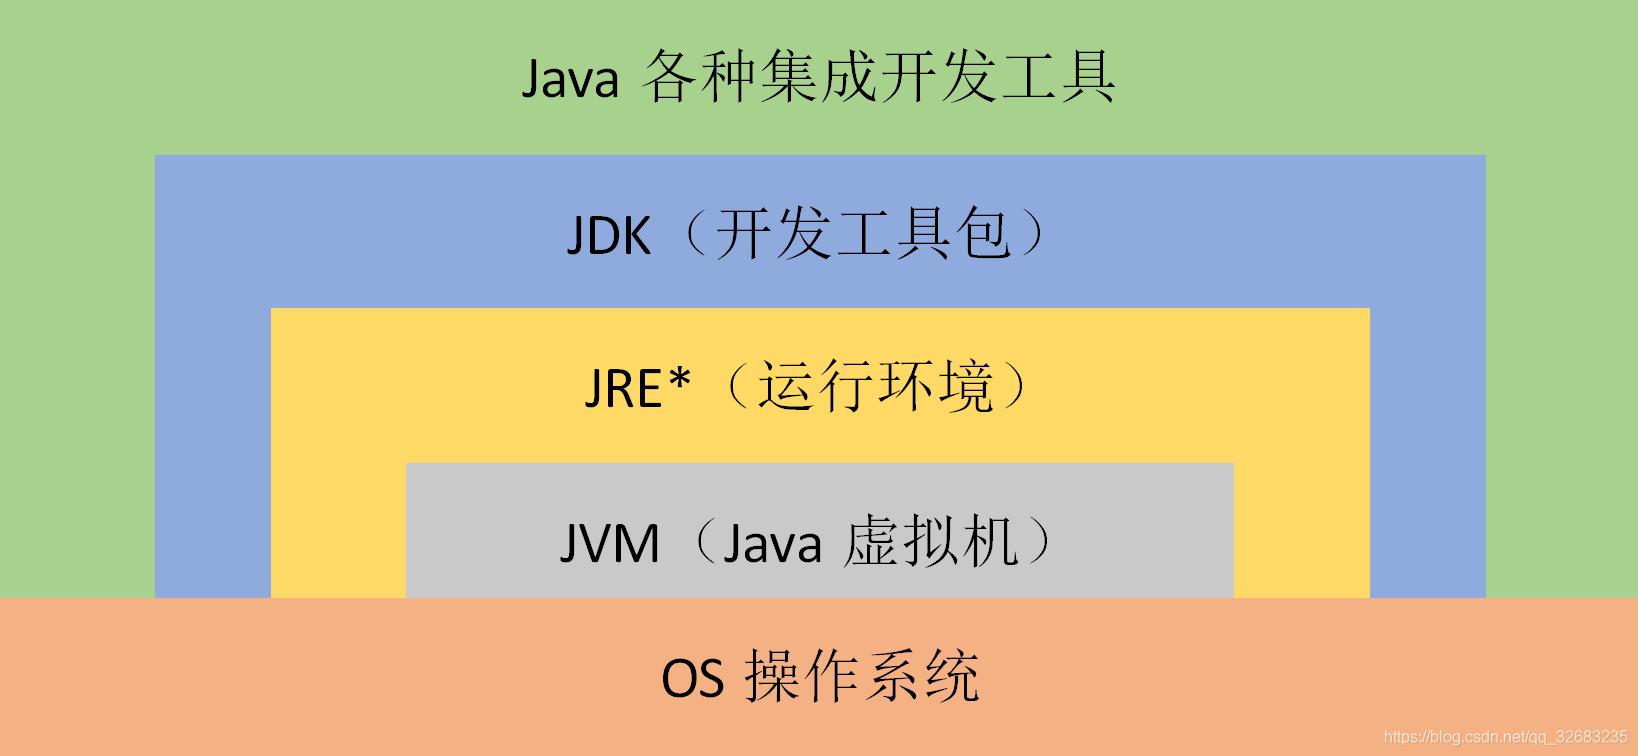 Java 各种集成开发工具
JDK（开发工具包）
JRE*（运行环境）
JVM（Java 虚拟机）
OS 操作系统
https://blog.csdn.net/qq_32683235